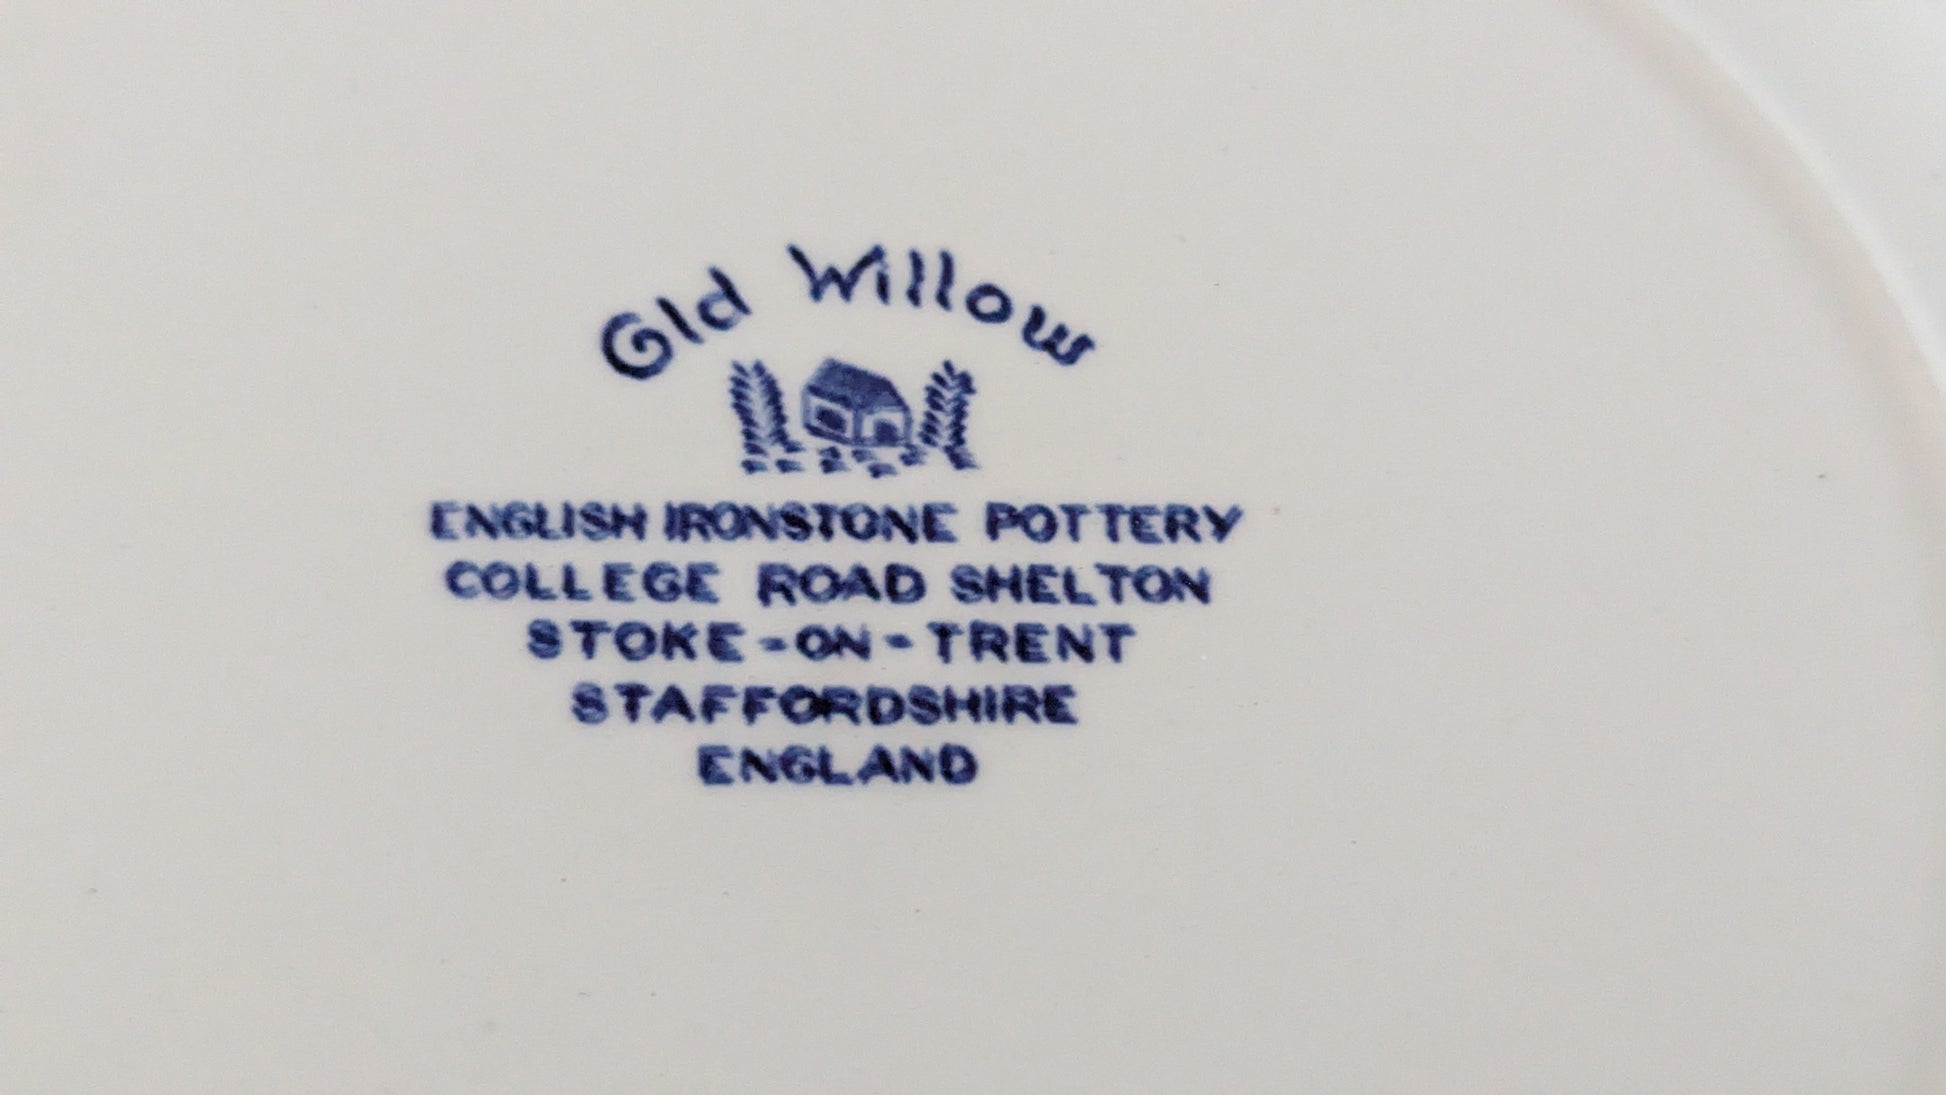 Old Willow
ENGLISH IRONSTONE POTTERY
COLLEGE ROAD SHELTON
STOKE-ON-TRENT
STAFFORDSHIRE
ENGLAND